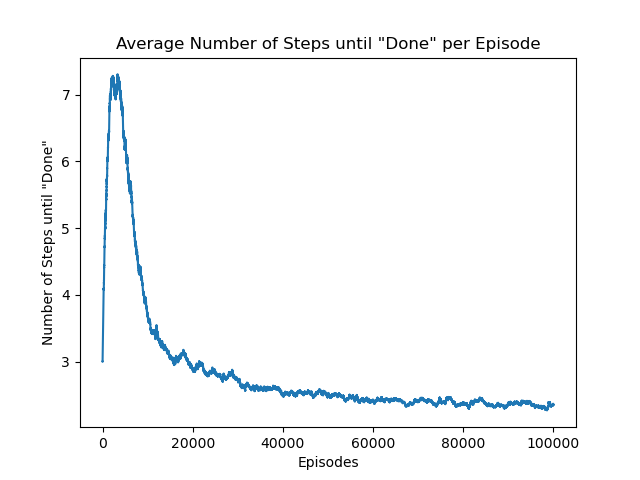 Average Number of Steps until "Done" per Episode
Number of Steps until "Done"
7
6
5
4
3
0 20000 40000 60000 80000 100000
Episodes